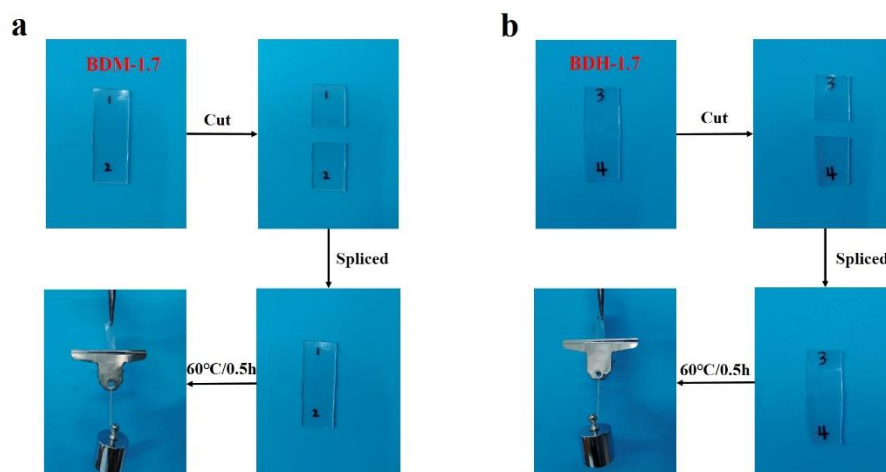 a
BDM-1.7
1
2
Cut
1
2
Spliced
1
2
60℃/0.5h
b
BDH-1.7
3
4
Cut
3
4
Spliced
3
4
60℃/0.5h